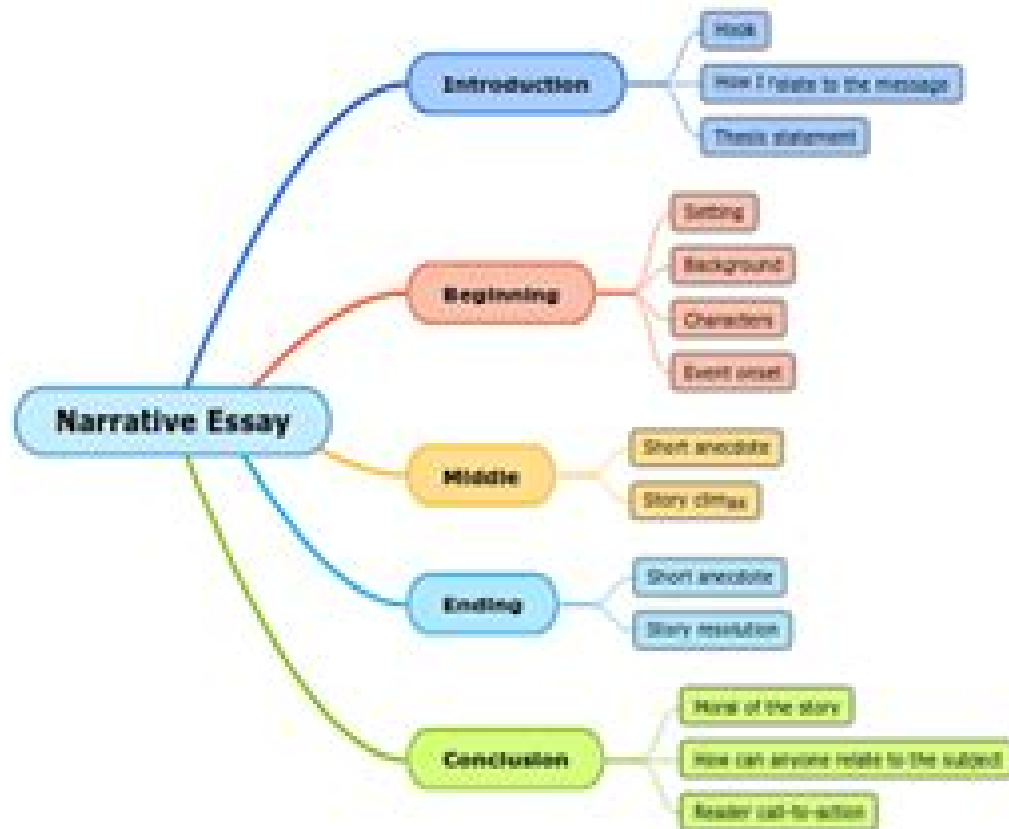 Narrative Essay
Introduction
Hook
How I relate to the message
Thesis statement
Beginning
Setting
Background
Characters
Event onset
Middle
Short anecdote
Story climax
Ending
Short anecdote
Story resolution
Conclusion
Moral of the story
How can anyone relate to the subject
Reader call-to-action